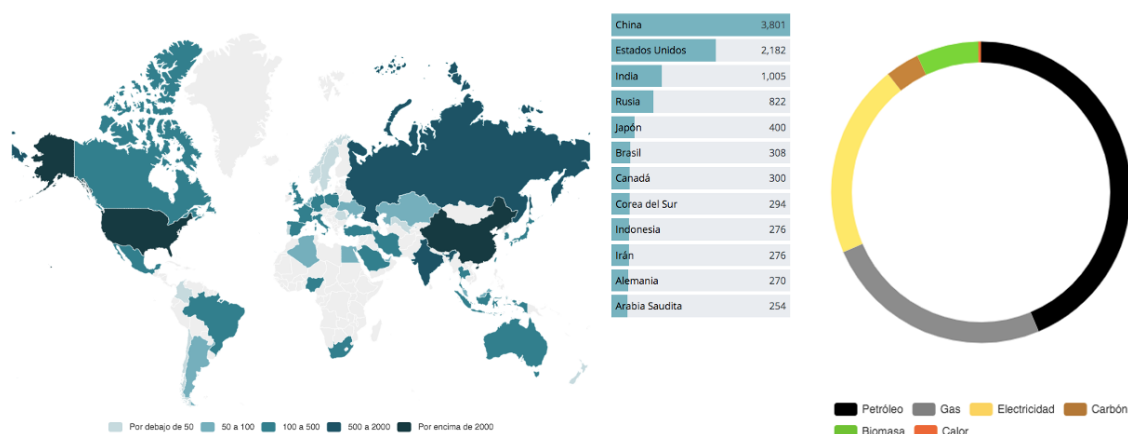 China 3,801
Estados Unidos 2,182
India 1,005
Rusia 822
Japón 400
Brasil 308
Canadá 300
Corea del Sur 294
Indonesia 276
Irán 276
Alemania 270
Arabia Saudita 254
Por debajo de 50 50 a 100 100 a 500 500 a 2000 Por encima de 2000
Petróleo Gas Electricidad Carbón
Biomasa Calor